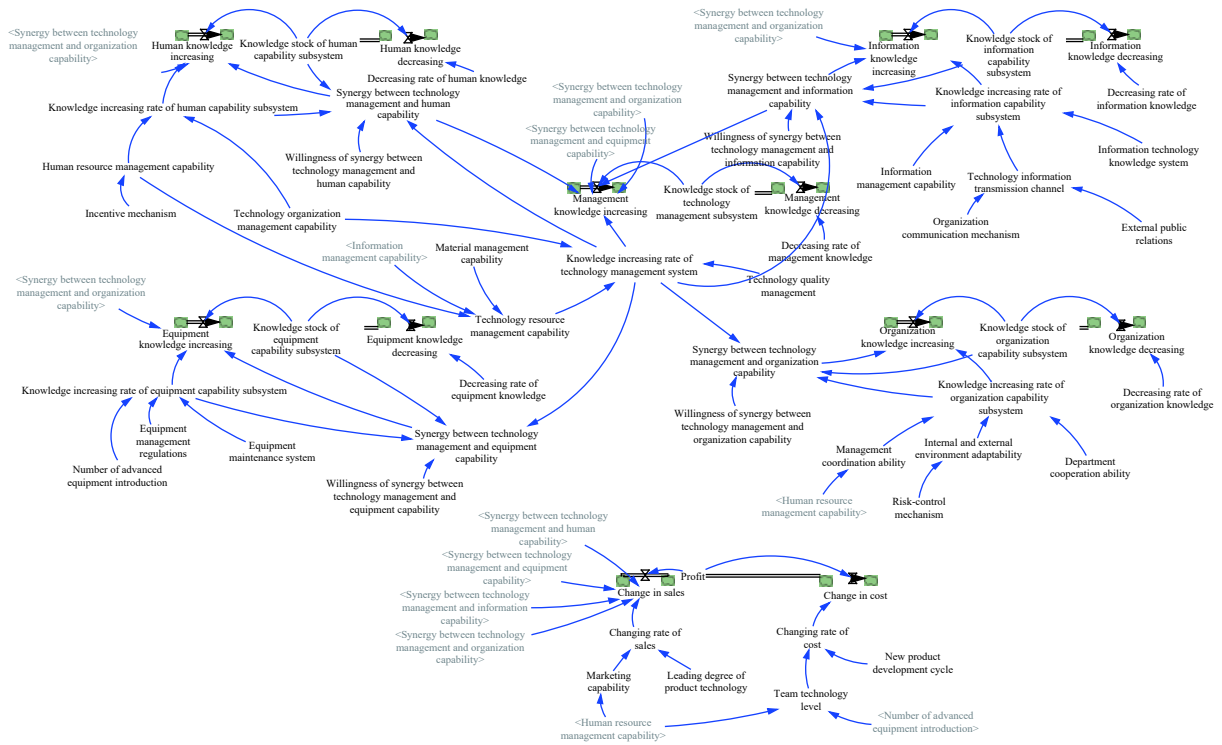 <Synergy between technology
management and organization
capability>
Human knowledge
increasing
Knowledge stock of human
capability subsystem
Human knowledge
decreasing
Decreasing rate of human knowledge
Knowledge increasing rate of human capability subsystem
Synergy between technology
management and human
capability
Human resource management capability
Willingness of synergy between
technology management and
human capability
Incentive mechanism
Technology organization
management capability
<Synergy between technology
management and organization
capability>
<Synergy between technology
management and equipment
capability>
Management
knowledge increasing
Knowledge stock of
technology
management subsystem
Management
knowledge decreasing
Decreasing rate of
management knowledge
Knowledge increasing rate of
technology management system
Technology quality
management
<Information
management capability>
Material management
capability
Technology resource
management capability
<Synergy between technology
management and organization
capability>
Information
knowledge
increasing
Knowledge stock of
information
capability
subsystem
Information
knowledge decreasing
Decreasing rate of
information knowledge
Synergy between technology
management and information
capability
Knowledge increasing rate of
information capability
subsystem
Willingness of synergy between
technology management and
information capability
Information technology
knowledge system
Information
management capability
Technology information
transmission channel
Organization
communication mechanism
External public
relations
<Synergy between technology
management and organization
capability>
Equipment
knowledge increasing
Knowledge stock of
equipment
capability subsystem
Equipment knowledge
decreasing
Decreasing rate of
equipment knowledge
Knowledge increasing rate of equipment capability subsystem
Equipment
management
regulations
Equipment
maintenance system
Number of advanced
equipment introduction
Synergy between technology
management and equipment
capability
Willingness of synergy between
technology management and
equipment capability
Organization
knowledge increasing
Knowledge stock of
organization
capability subsystem
Organization
knowledge decreasing
Decreasing rate of
organization knowledge
Synergy between technology
management and organization
capability
Knowledge increasing rate of
organization capability
subsystem
Willingness of synergy between
technology management and
organization capability
Management
coordination ability
Internal and external
environment adaptability
Department
cooperation ability
<Human resource
management capability>
Risk-control
mechanism
<Synergy between technology
management and human
capability>
<Synergy between technology
management and equipment
capability>
<Synergy between technology
management and information
capability>
<Synergy between technology
management and organization
capability>
Change in sales
Profit
Change in cost
Changing rate of
sales
Changing rate of
cost
Marketing
capability
Leading degree of
product technology
New product
development cycle
Team technology
level
<Human resource
management capability>
<Number of advanced
equipment introduction>